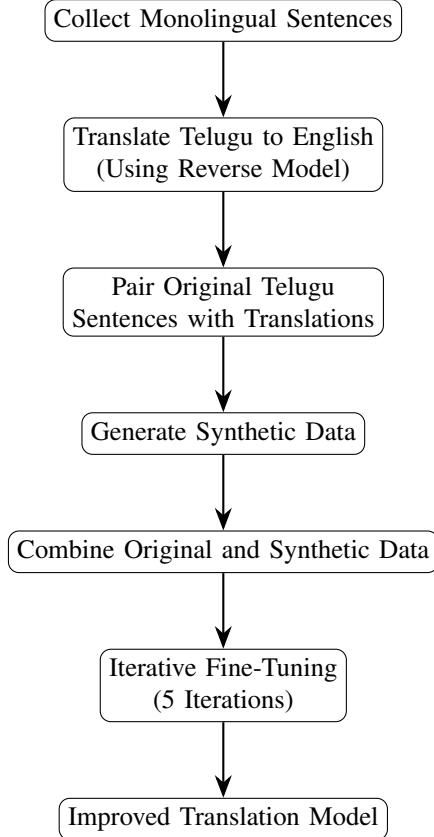 Collect Monolingual Sentences
Translate Telugu to English
(Using Reverse Model)
Pair Original Telugu
Sentences with Translations
Generate Synthetic Data
Combine Original and Synthetic Data
Iterative Fine-Tuning
(5 Iterations)
Improved Translation Model